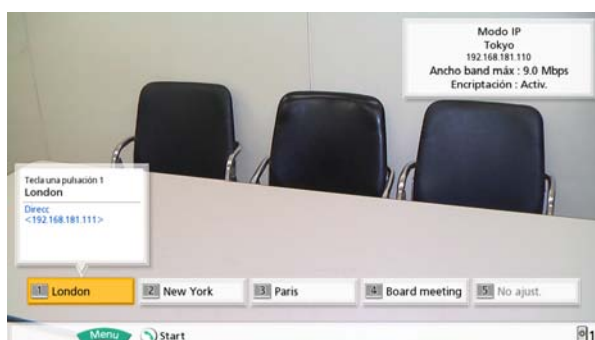 Modo IP
Tokyo
192.168.181.110
Ancho band máx : 9.0 Mbps
Encriptación : Activ.
Tecla una pulsación 1
London
Direcc
<192.168.181.111>
1 London
2 New York
3 Paris
4 Board meeting
5 No ajust.
Menu
Start
1